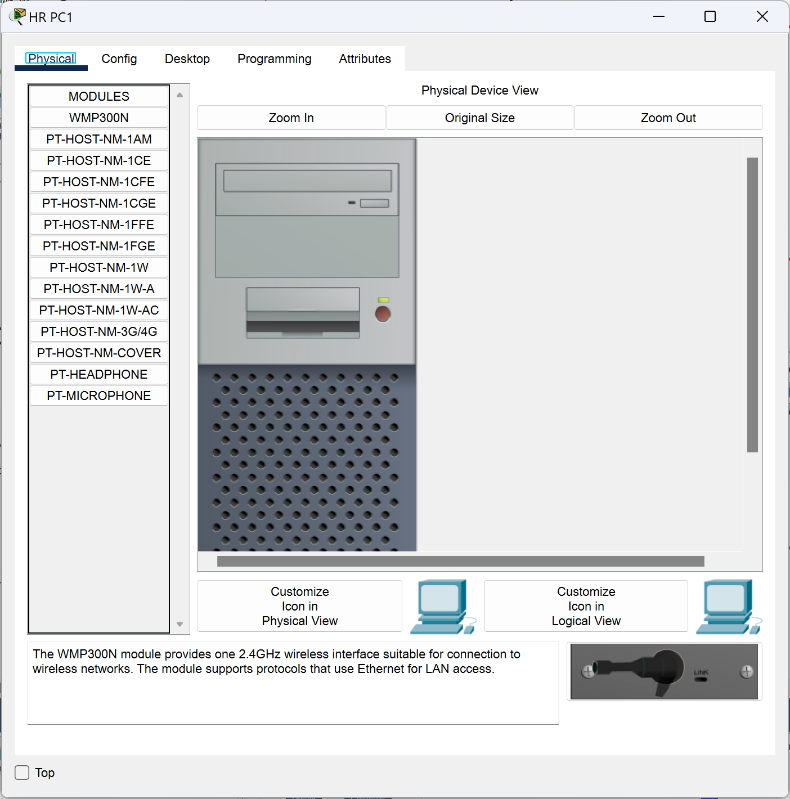 HR PC1
Physical
Config
Desktop
Programming
Attributes
MODULES
WMP300N
PT-HOST-NM-1AM
PT-HOST-NM-1CE
PT-HOST-NM-1CFE
PT-HOST-NM-1CGE
PT-HOST-NM-1FFE
PT-HOST-NM-1FGE
PT-HOST-NM-1W
PT-HOST-NM-1W-A
PT-HOST-NM-1W-AC
PT-HOST-NM-3G/4G
PT-HOST-NM-COVER
PT-HEADPHONE
PT-MICROPHONE
Physical Device View
Zoom In
Original Size
Zoom Out
Customize
Icon in
Physical View
Customize
Icon in
Logical View
The WMP300N module provides one 2.4GHz wireless interface suitable for connection to
wireless networks. The module supports protocols that use Ethernet for LAN access.
LINK
Top